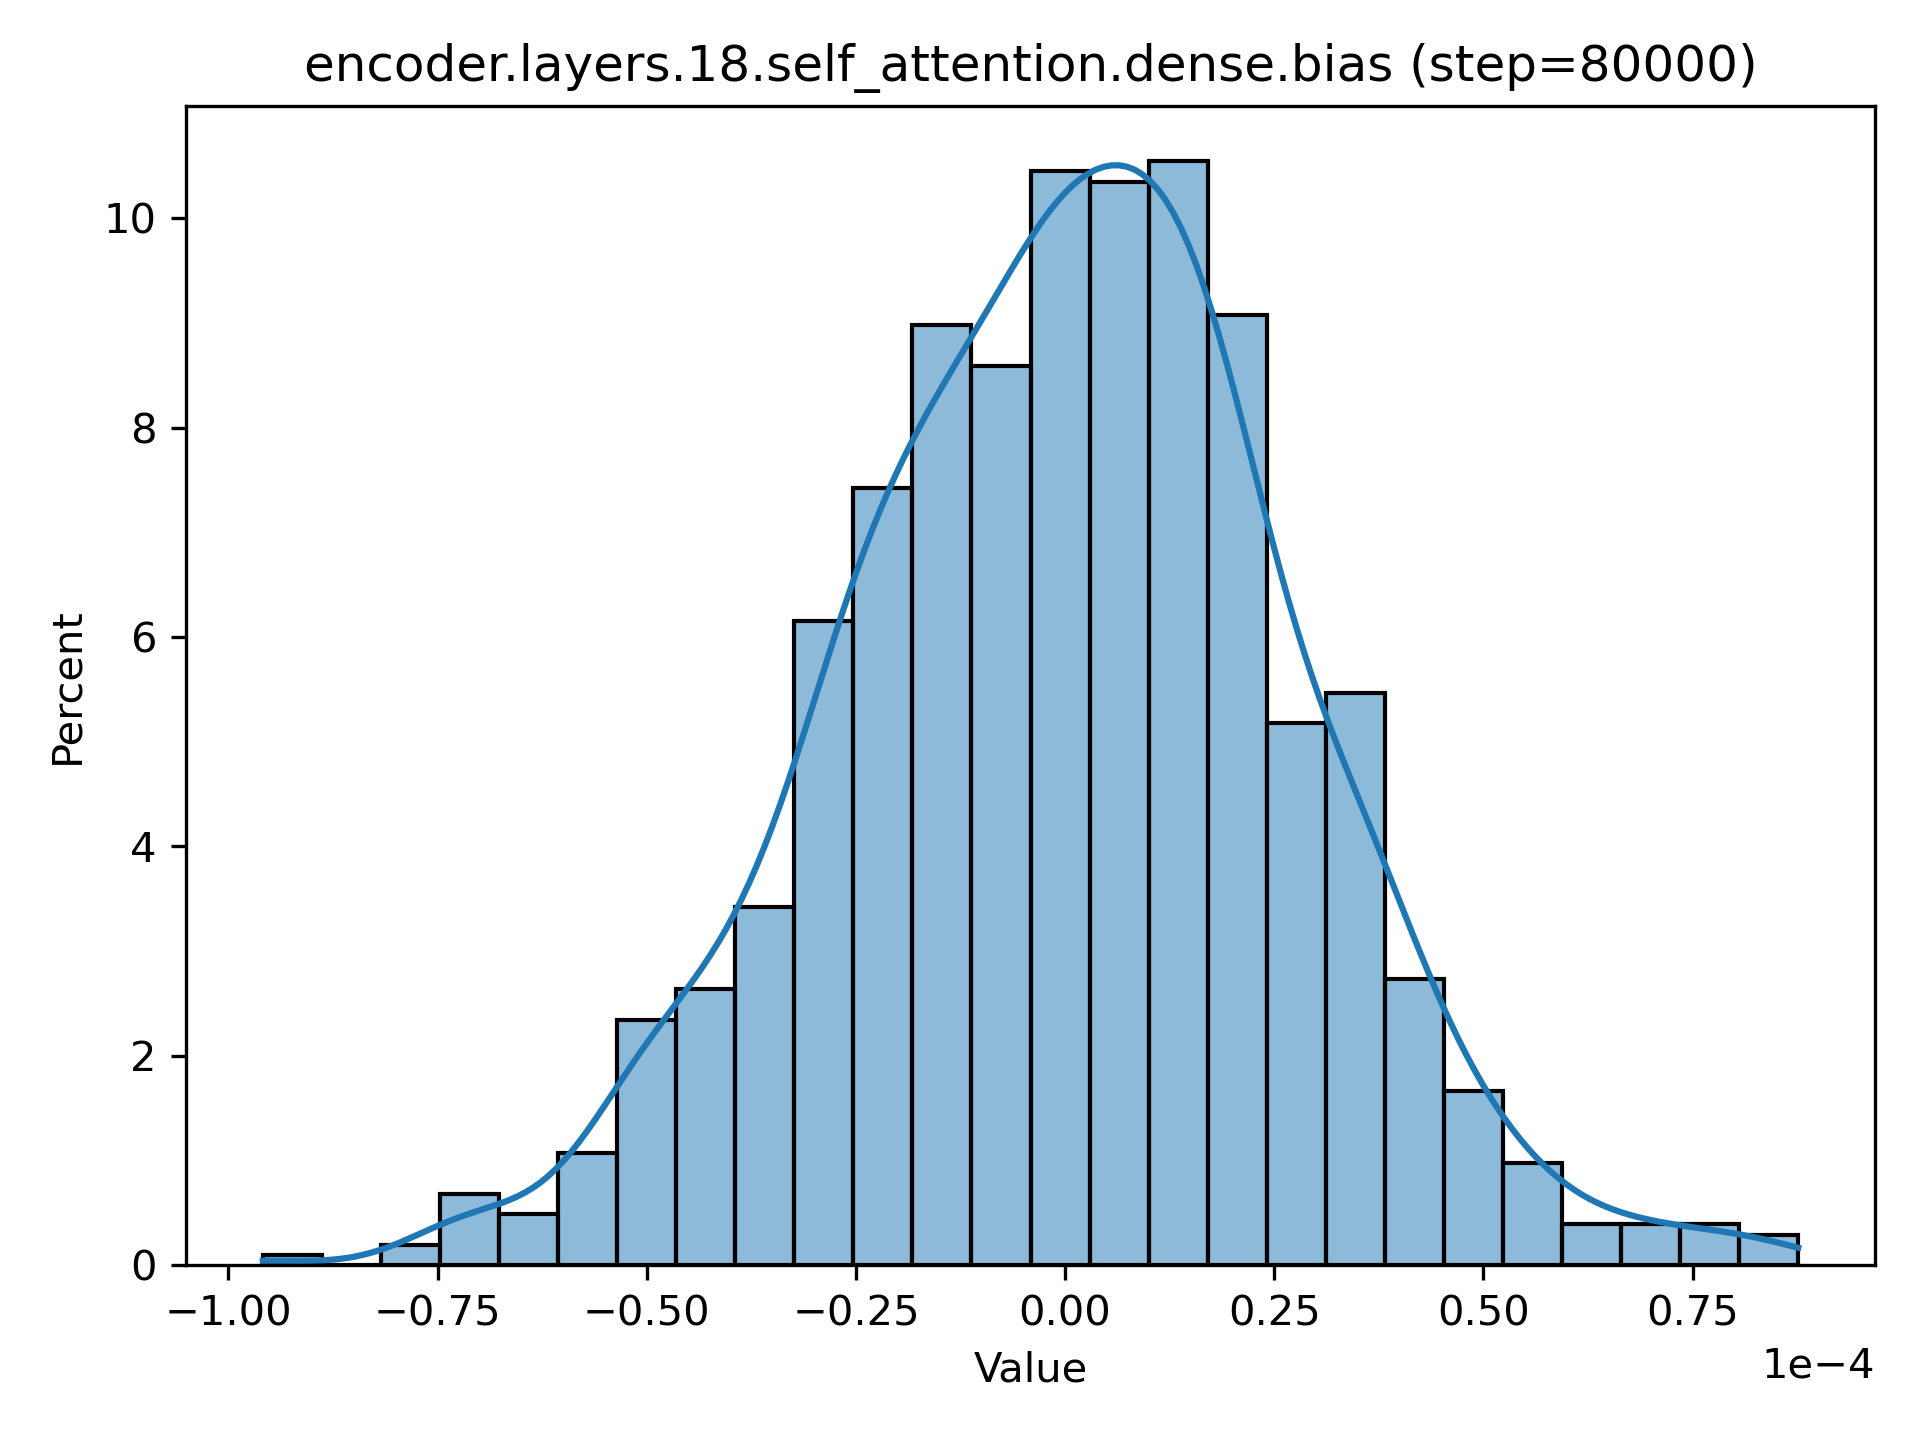 encoder.layers.18.self_attention.dense.bias (step=80000)
Percent
10
8
6
4
2
0
−1.00 −0.75 −0.50 −0.25 0.00 0.25 0.50 0.75
1e−4
Value